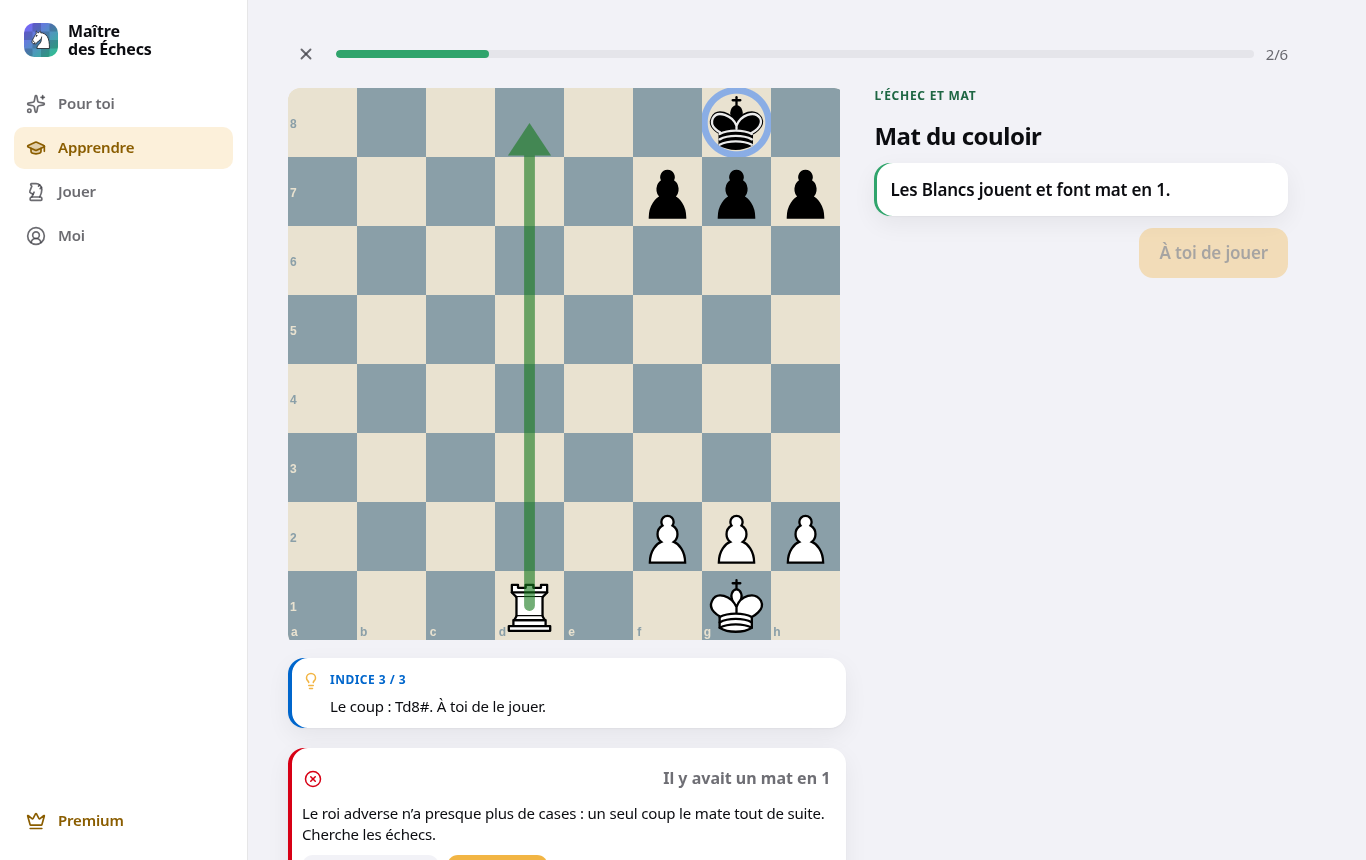 Maître
des Échecs
Pour toi
Apprendre
Jouer
Moi
Premium
2/6
8
7
6
5
4
3
2
1
a b c d e f g h
L’ÉCHEC ET MAT
Mat du couloir
Les Blancs jouent et font mat en 1.
À toi de jouer
INDICE 3 / 3
Le coup : Td8#. À toi de le jouer.
Il y avait un mat en 1
Le roi adverse n’a presque plus de cases : un seul coup le mate tout de suite.
Cherche les échecs.